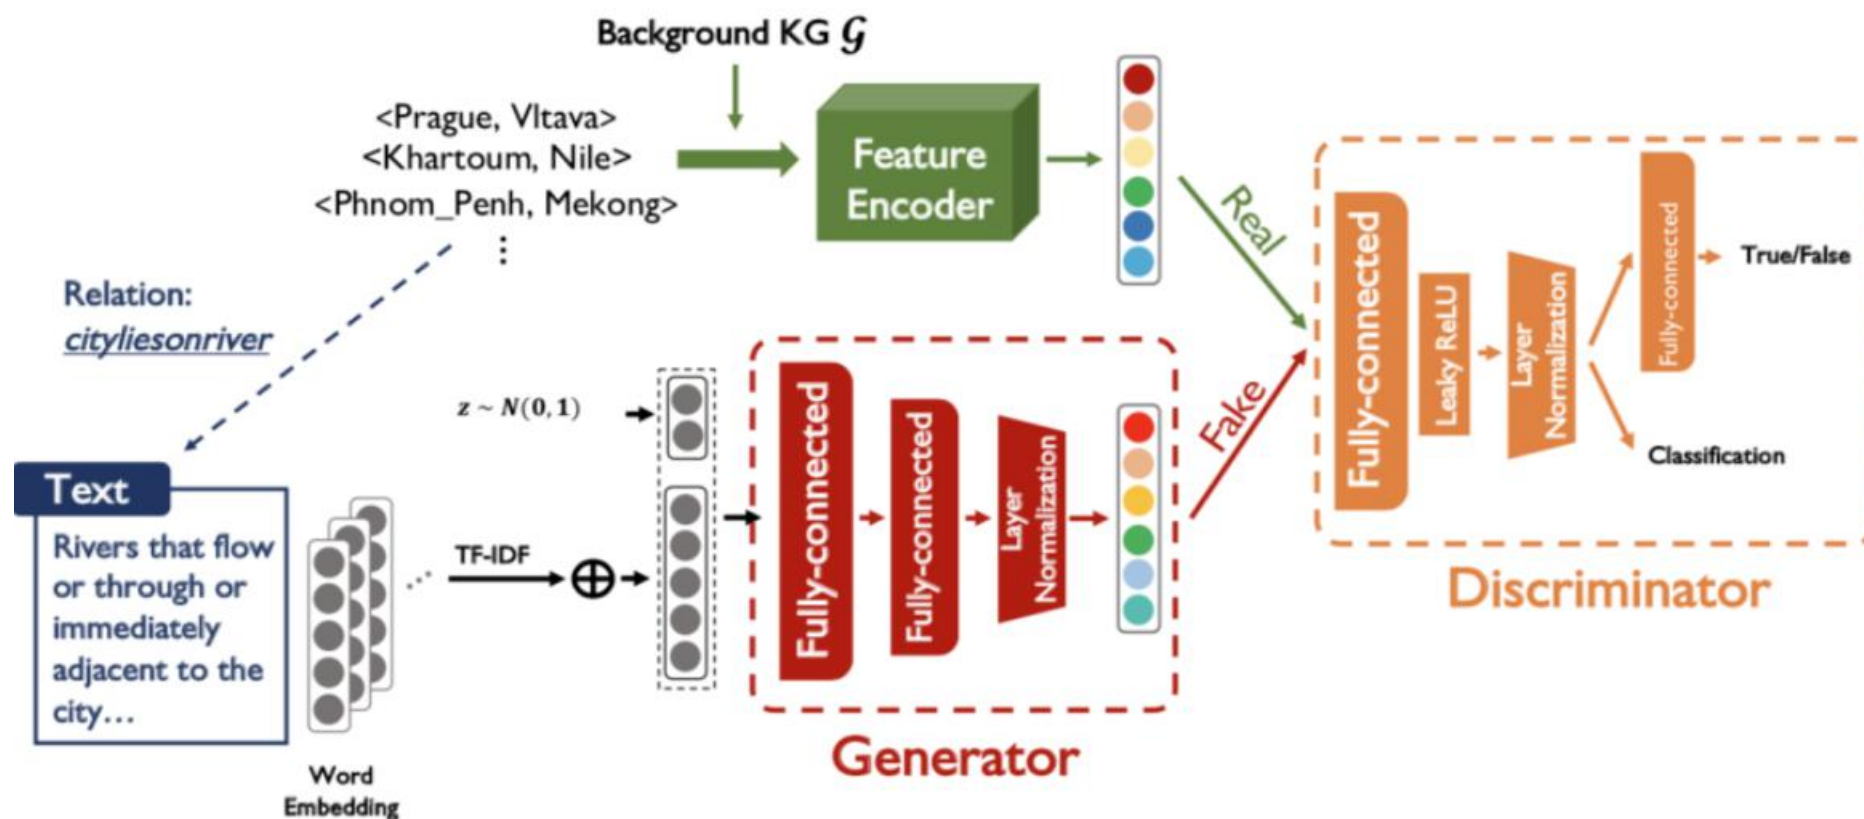 Background KG 𝒢
<Prague, Vltava>
<Khartoum, Nile>
<Phnom_Penh, Mekong>
⋮
Feature
Encoder
Real
Relation:
cityliesonriver
z ~ N(0, 1)
Text
Rivers that flow
or through or
immediately
adjacent to the
city...
Word
Embedding
...
TF-IDF
Fully-connected
Fully-connected
Layer
Normalization
Generator
Fake
Fully-connected
Leaky ReLU
Layer
Normalization
Fully-connected
True/False
Classification
Discriminator